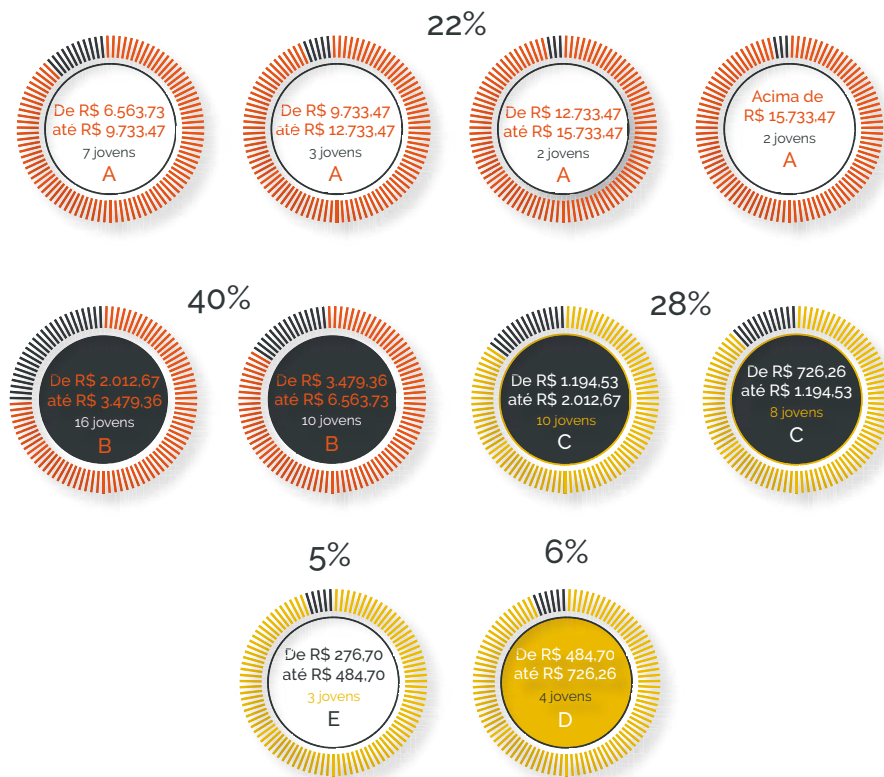 22%
De R$ 6.563,73
até R$ 9.733,47
7 jovens
A
De R$ 9.733,47
até R$ 12.733,47
3 jovens
A
De R$ 12.733,47
até R$ 15.733,47
2 jovens
A
Acima de
R$ 15.733,47
2 jovens
A
40%
De R$ 2.012,67
até R$ 3.479,36
16 jovens
B
De R$ 3.479,36
até R$ 6.563,73
10 jovens
B
28%
De R$ 1.194,53
até R$ 2.012,67
10 jovens
C
De R$ 726,26
até R$ 1.194,53
8 jovens
C
5%
De R$ 276,70
até R$ 484,70
3 jovens
E
6%
De R$ 484,70
até R$ 726,26
4 jovens
D